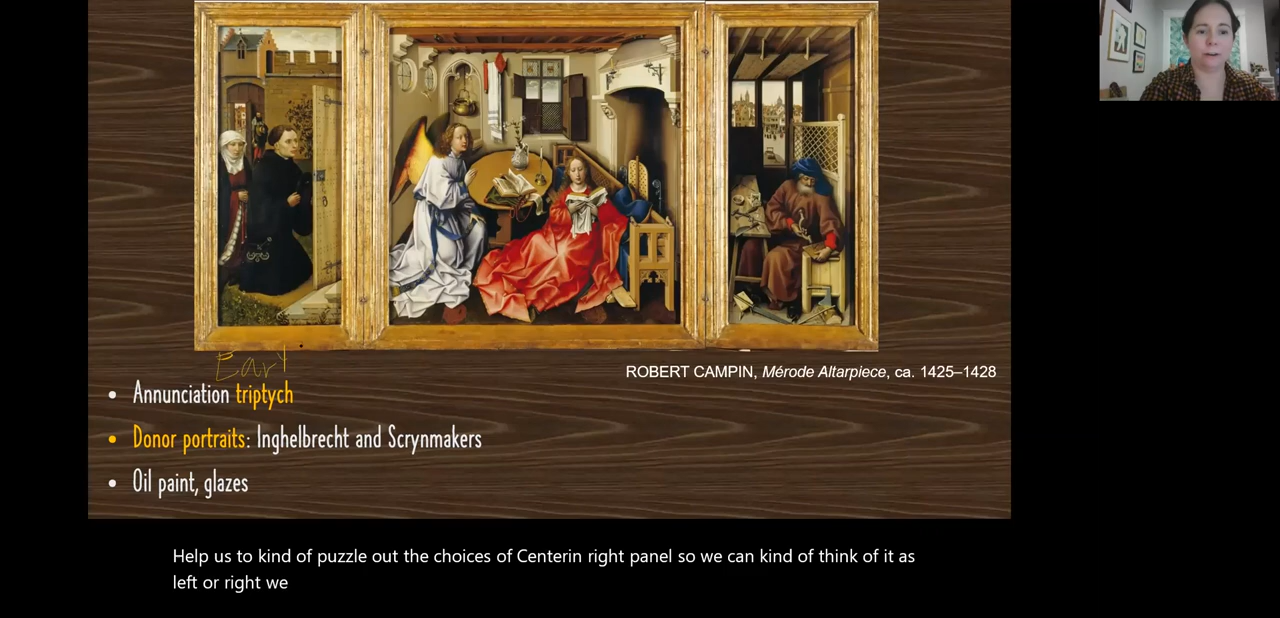 Earl
ROBERT CAMPIN, Mérode Altarpiece, ca. 1425–1428
• Annunciation triptych
• Donor portraits: Inghelbrecht and Scrynmakers
• Oil paint, glazes
Help us to kind of puzzle out the choices of Centerin right panel so we can kind of think of it as
left or right we